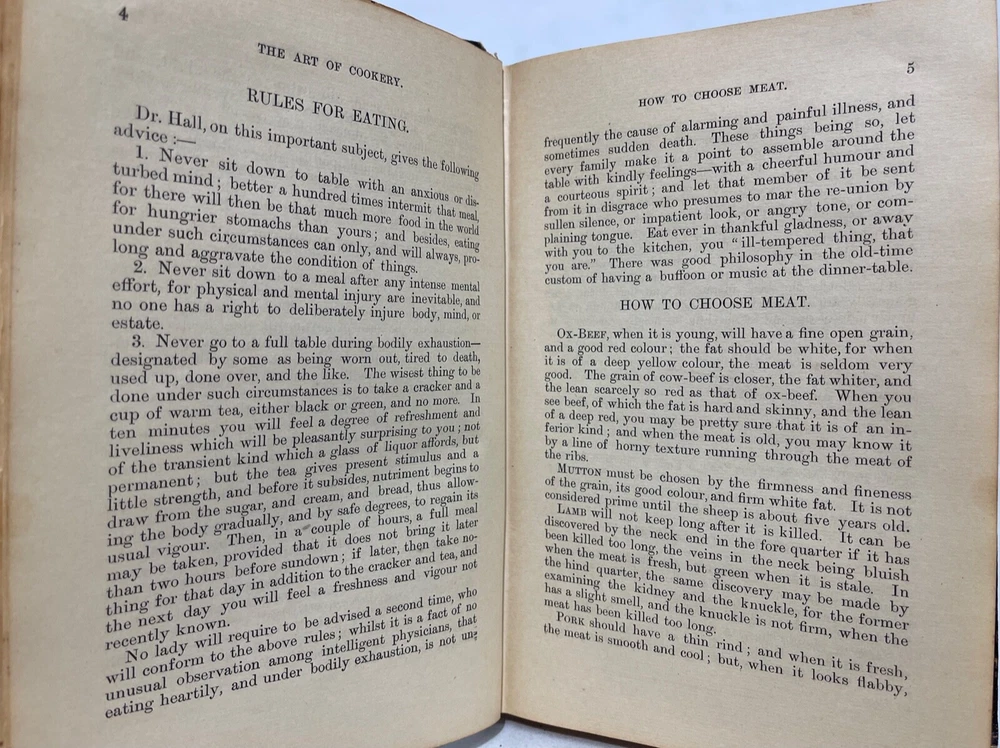 4
THE ART OF COOKERY.
RULES FOR EATING.
Dr. Hall, on this important subject, gives the following
advice :—
1. Never sit down to table with an anxious or dis-
turbed mind ; better a hundred times intermit that meal,
for there will then be that much more food in the world
for hungrier stomachs than yours ; and besides, eating
under such circumstances can only, and will always, pro-
long and aggravate the condition of things.
2. Never sit down to a meal after any intense mental
effort, for physical and mental injury are inevitable, and
no one has a right to deliberately injure body, mind, or
estate.
3. Never go to a full table during bodily exhaustion—
designated by some as being worn out, tired to death,
used up, done over, and the like. The wisest thing to be
done under such circumstances is to take a cracker and a
cup of warm tea, either black or green, and no more. In
ten minutes you will feel a degree of refreshment and
liveliness which will be pleasantly surprising to you ; not
of the transient kind which a glass of liquor affords, but
permanent ; but the tea gives present stimulus and a
little strength, and before it subsides, nutriment begins to
draw from the sugar, and cream, and bread, thus allow-
ing the body gradually, and by safe degrees, to regain its
usual vigour. Then, in a couple of hours, a full meal
may be taken, provided that it does not bring it later
than two hours before sundown ; if later, then take no-
thing for that day in addition to the cracker and tea, and
the next day you will feel a freshness and vigour not
recently known.
No lady will require to be advised a second time, who
will conform to the above rules ; whilst it is a fact of no
unusual observation among intelligent physicians, that
eating heartily, and under bodily exhaustion, is not un-
5
HOW TO CHOOSE MEAT.
frequently the cause of alarming and painful illness, and
sometimes sudden death. These things being so, let
every family make it a point to assemble around the
table with kindly feelings—with a cheerful humour and
a courteous spirit ; and let that member of it be sent
from it in disgrace who presumes to mar the re-union by
sullen silence, or impatient look, or angry tone, or com-
plaining tongue. Eat ever in thankful gladness, or away
with you to the kitchen, you " ill-tempered thing, that
you are." There was good philosophy in the old-time
custom of having a buffoon or music at the dinner-table.
HOW TO CHOOSE MEAT.
OX-BEEF, when it is young, will have a fine open grain,
and a good red colour ; the fat should be white, for when
it is of a deep yellow colour, the meat is seldom very
good. The grain of cow-beef is closer, the fat whiter, and
the lean scarcely so red as that of ox-beef. When you
see beef, of which the fat is hard and skinny, and the lean
of a deep red, you may be pretty sure that it is of an in-
ferior kind ; and when the meat is old, you may know it
by a line of horny texture running through the meat of
the ribs.
MUTTON must be chosen by the firmness and fineness
of the grain, its good colour, and firm white fat. It is not
considered prime until the sheep is about five years old.
LAMB will not keep long after it is killed. It can be
discovered by the neck end in the fore quarter if it has
been killed too long, the veins in the neck being bluish
when the meat is fresh, but green when it is stale. In
the hind quarter, the same discovery may be made by
examining the kidney and the knuckle, for the former
has a slight smell, and the knuckle is not firm, when the
meat has been killed too long.
PORK should have a thin rind ; and when it is fresh,
the meat is smooth and cool ; but, when it looks flabby,